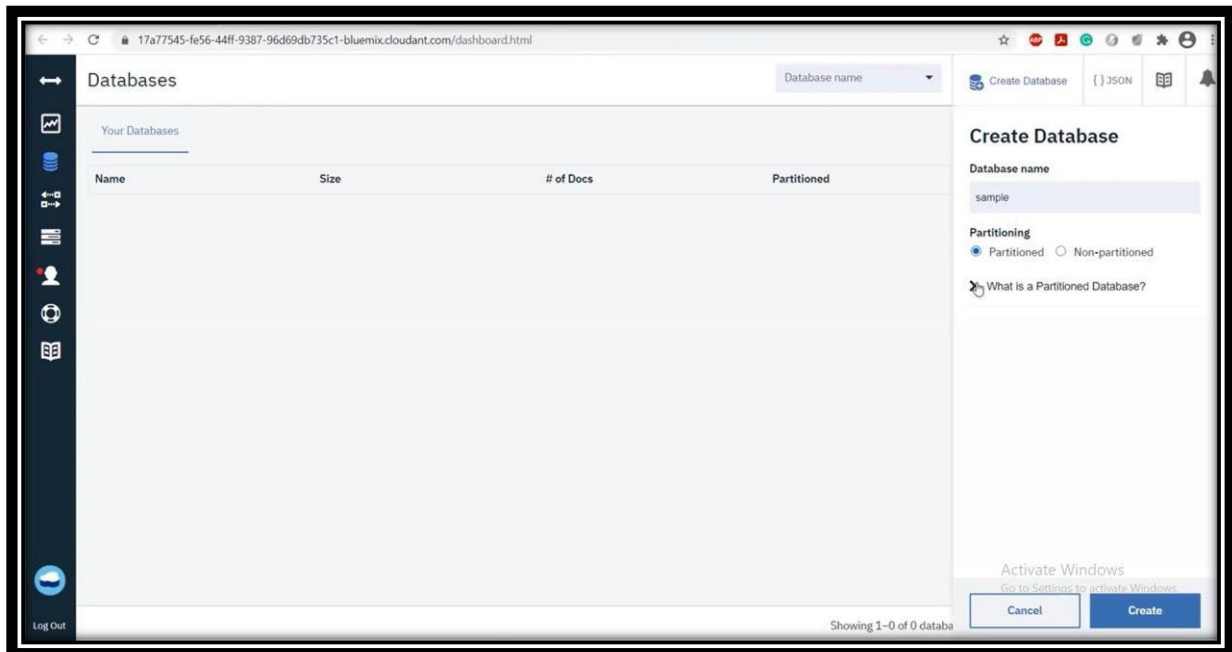 17a77545-fe56-44ff-9387-96d69db735c1-bluemix.cloudant.com/dashboard.html
ABP
Databases
Database name
Create Database
{ } JSON
Your Databases
Name Size # of Docs Partitioned
Create Database
Database name
sample
Partitioning
Partitioned Non-partitioned
What is a Partitioned Database?
Activate Windows
Go to Settings to activate Windows.
Cancel Create
Log Out
Showing 1–0 of 0 databa